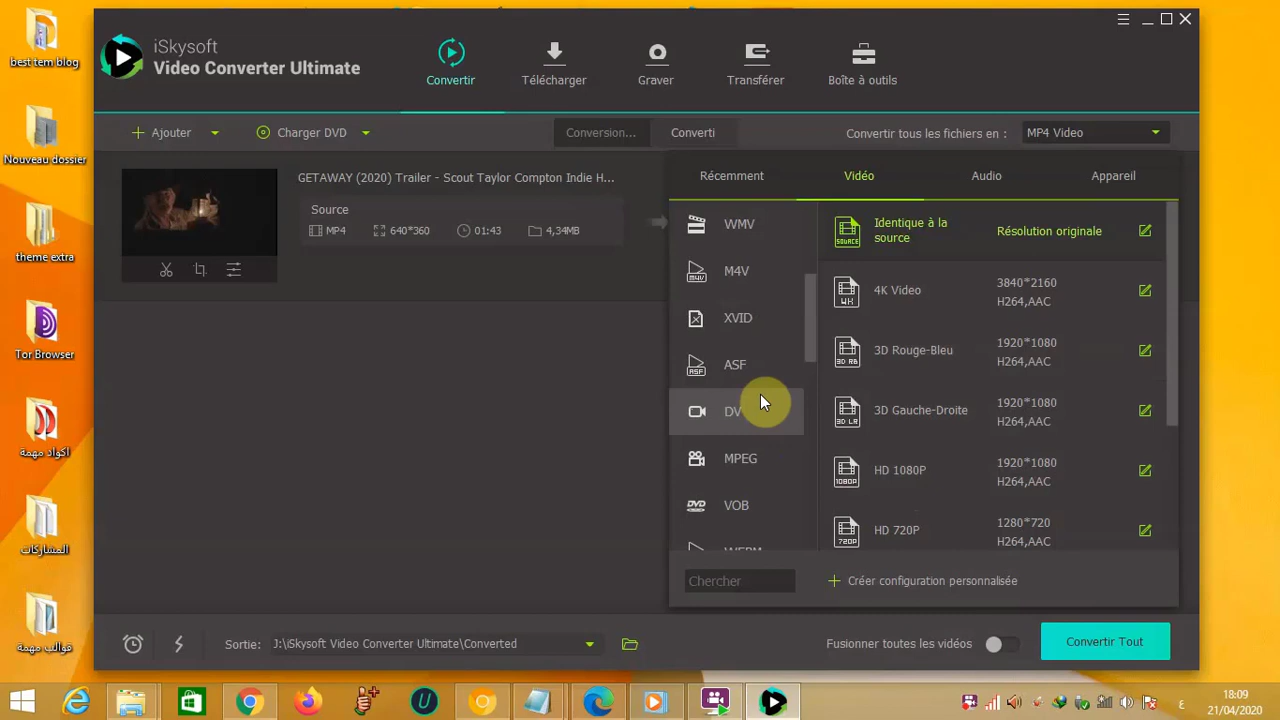 best tem blog
Nouveau dossier
theme extra
Tor Browser
اكواد مهمة
المشاركات
قوالب مهمة
iSkysoft
Video Converter Ultimate
Convertir
Télécharger
Graver
Transférer
Boîte à outils
Ajouter
Charger DVD
Conversion...
Converti
Convertir tous les fichiers en :
MP4 Video
GETAWAY (2020) Trailer - Scout Taylor Compton Indie H...
Source
MP4
640*360
01:43
4,34MB
Récemment
Vidéo
Audio
Appareil
WMV
M4V
XVID
ASF
DV
MPEG
VOB
WEBM
Identique à la
source
Résolution originale
4K Video
3840*2160
H264,AAC
3D Rouge-Bleu
1920*1080
H264,AAC
3D Gauche-Droite
1920*1080
H264,AAC
HD 1080P
1920*1080
H264,AAC
HD 720P
1280*720
H264,AAC
Chercher
Créer configuration personnalisée
Sortie:
J:\iSkysoft Video Converter Ultimate\Converted
Fusionner toutes les vidéos
Convertir Tout
ع
18:09
21/04/2020